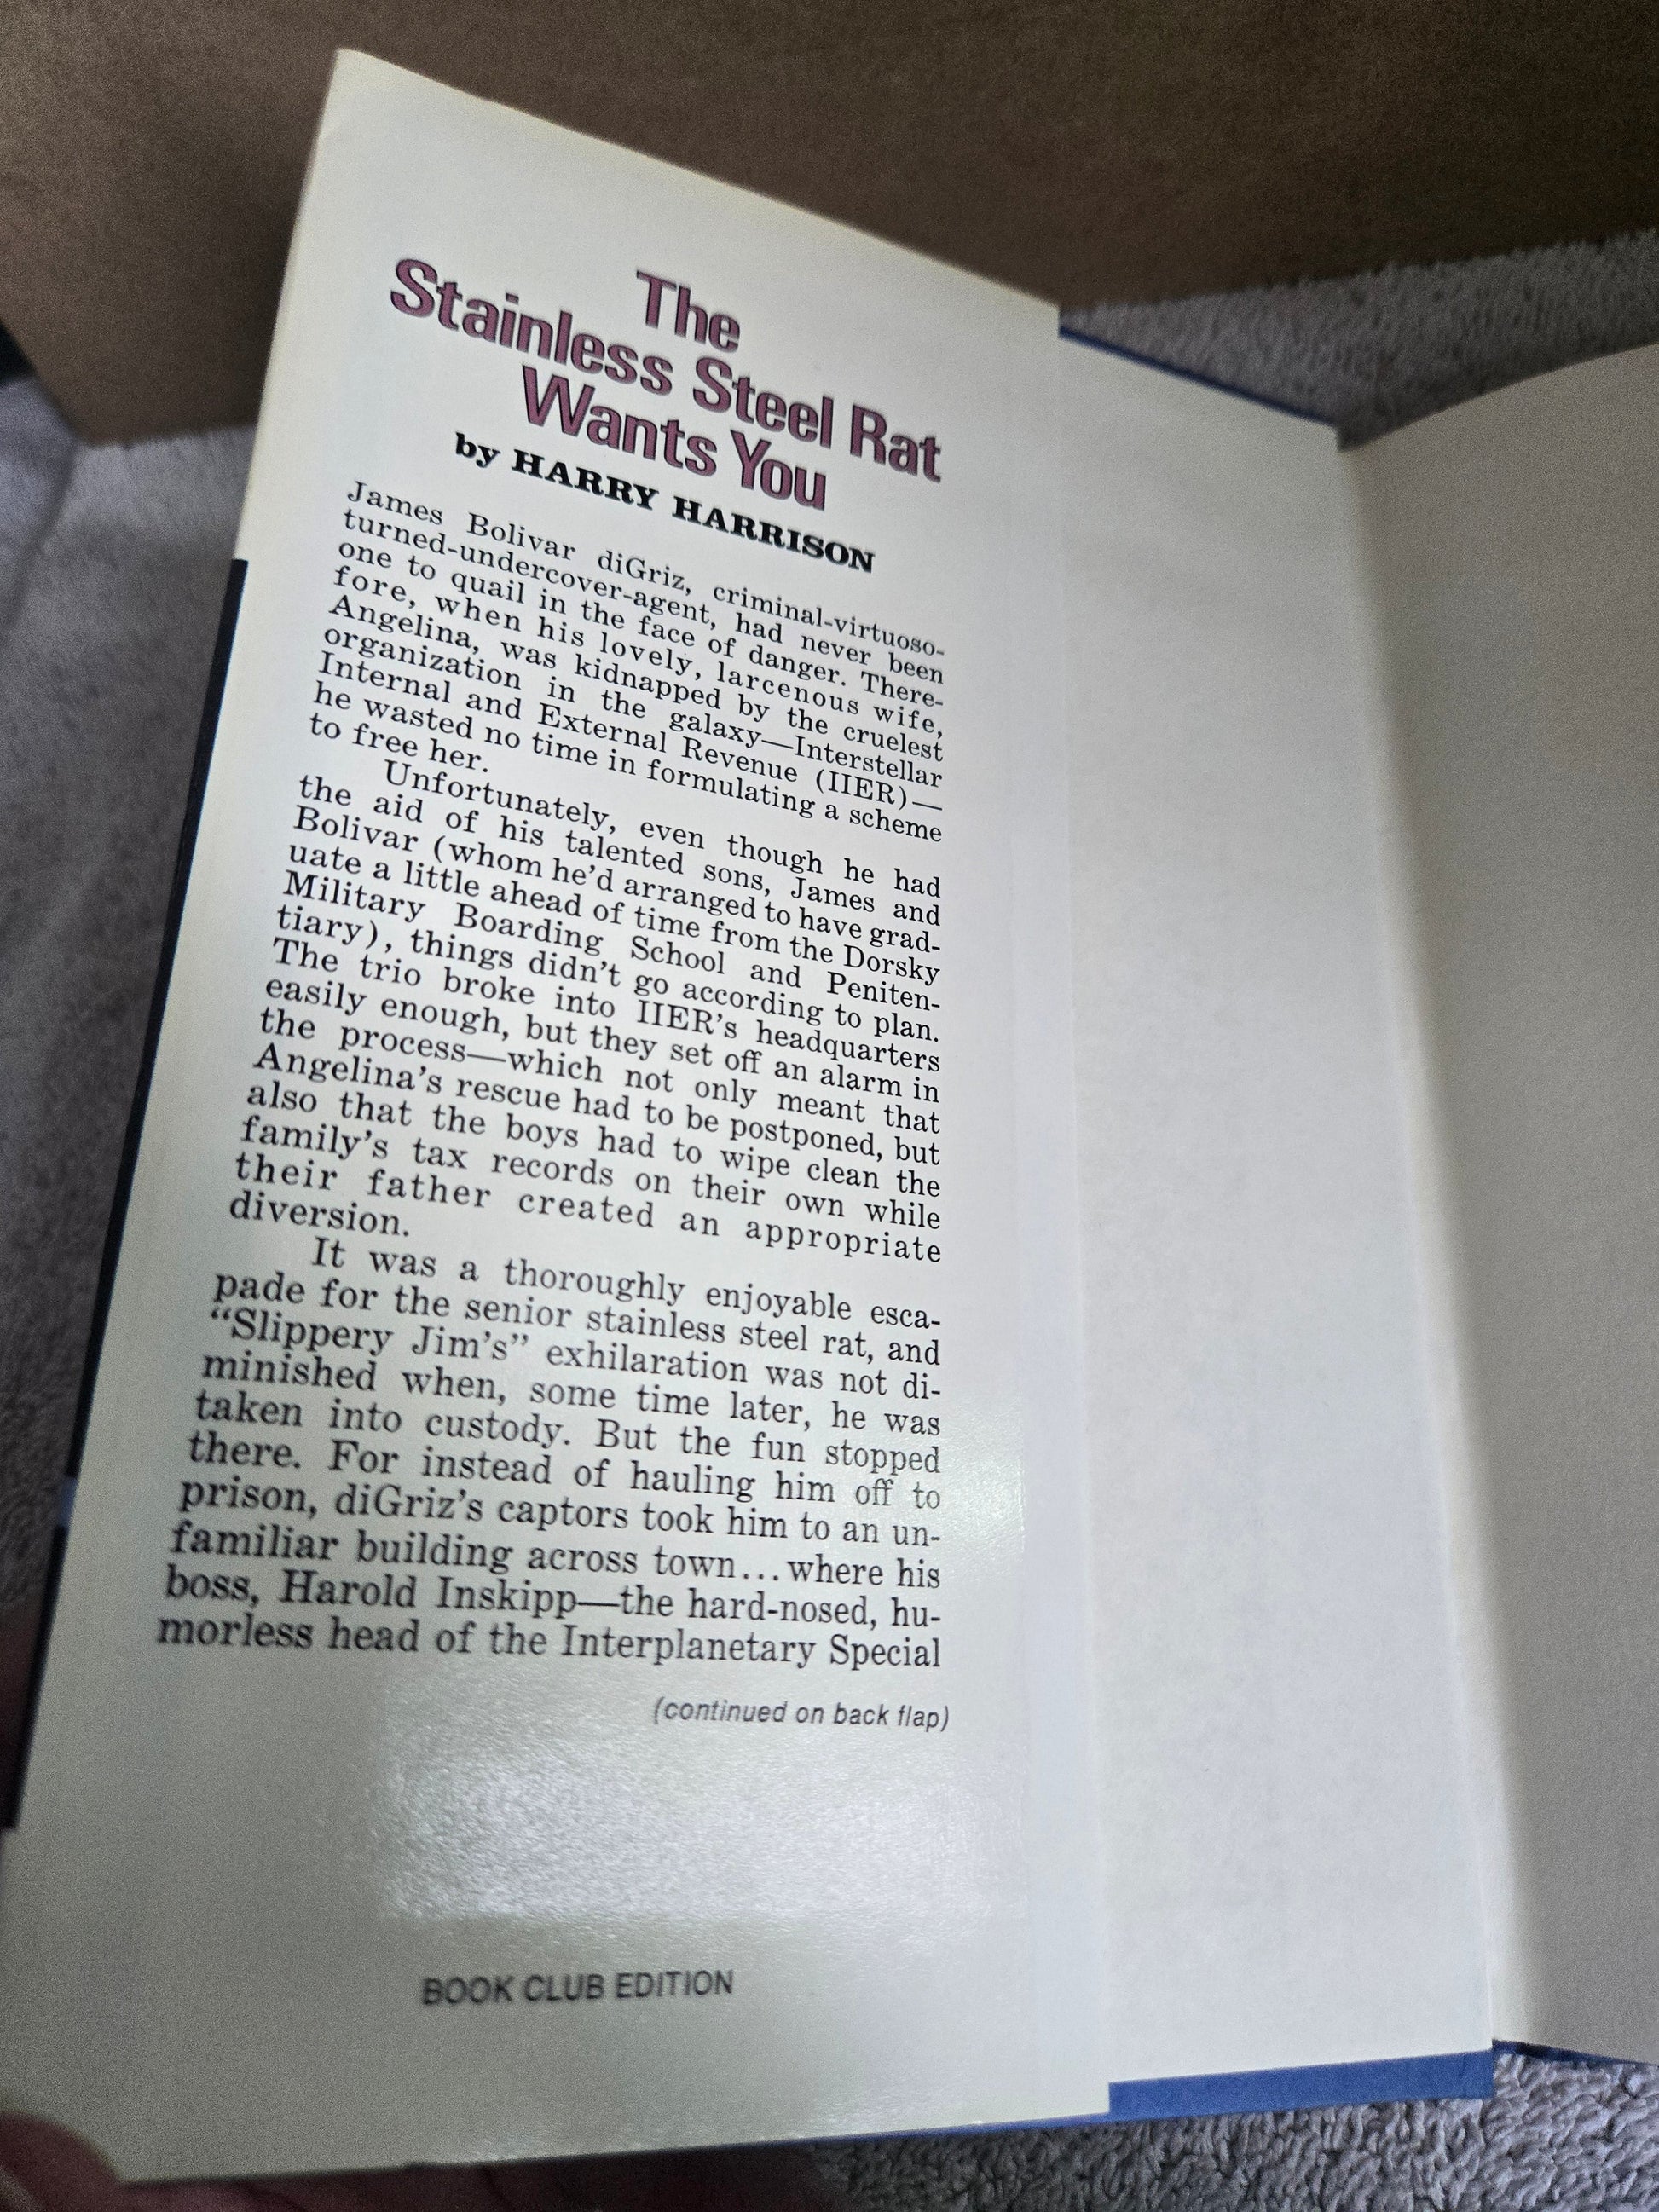 The
Stainless Steel Rat
Wants You
by HARRY HARRISON
James Bolivar diGriz, criminal-virtuoso-
turned-undercover-agent, had never been
one to quail in the face of danger. There-
fore, when his lovely, larcenous wife,
Angelina, was kidnapped by the cruelest
organization in the galaxy—Interstellar
Internal and External Revenue (IIER)—
he wasted no time in formulating a scheme
to free her.
Unfortunately, even though he had
the aid of his talented sons, James and
Bolivar (whom he'd arranged to have grad-
uate a little ahead of time from the Dorsky
Military Boarding School and Peniten-
tiary), things didn't go according to plan.
The trio broke into IIER's headquarters
easily enough, but they set off an alarm in
the process—which not only meant that
Angelina's rescue had to be postponed, but
also that the boys had to wipe clean the
family's tax records on their own while
their father created an appropriate
diversion.
It was a thoroughly enjoyable esca-
pade for the senior stainless steel rat, and
“Slippery Jim's” exhilaration was not di-
minished when, some time later, he was
taken into custody. But the fun stopped
there. For instead of hauling him off to
prison, diGriz's captors took him to an un-
familiar building across town...where his
boss, Harold Inskipp—the hard-nosed, hu-
morless head of the Interplanetary Special
(continued on back flap)
BOOK CLUB EDITION